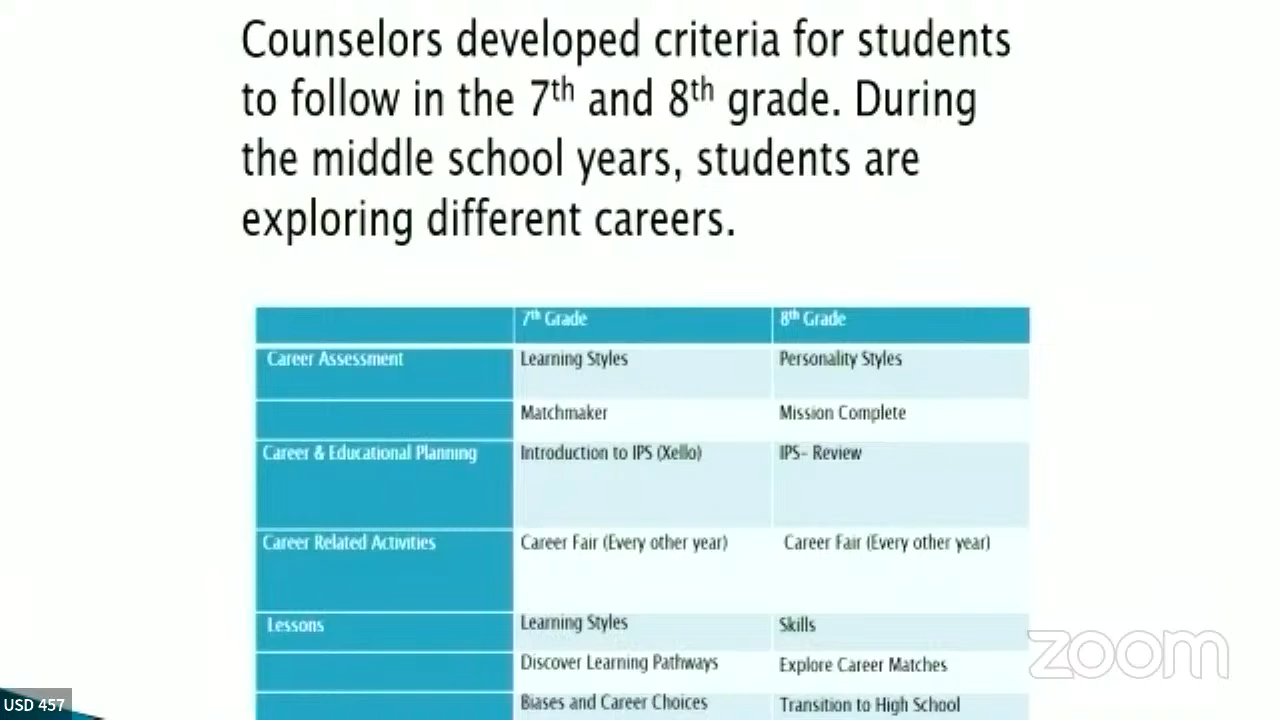 Counselors developed criteria for students
to follow in the 7th and 8th grade. During
the middle school years, students are
exploring different careers.
7th Grade 8th Grade
Career Assessment Learning Styles Personality Styles
Matchmaker Mission Complete
Career & Educational Planning Introduction to IPS (Xello) IPS- Review
Career Related Activities Career Fair (Every other year) Career Fair (Every other year)
Lessons Learning Styles Skills
Discover Learning Pathways Explore Career Matches
Biases and Career Choices Transition to High School
zoom
USD 457